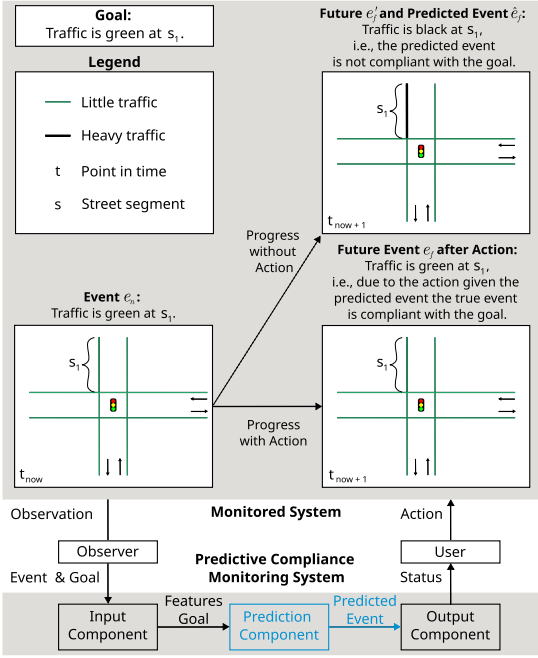 Goal:
Traffic is green at s₁.
Legend
Little traffic
Heavy traffic
t Point in time
s Street segment
Future e′f and Predicted Event êf:
Traffic is black at s₁,
i.e., the predicted event
is not compliant with the goal.
s₁
t now + 1
Progress
without
Action
Future Event ef after Action:
Traffic is green at s₁,
i.e., due to the action given the
predicted event the true event
is compliant with the goal.
s₁
t now + 1
Event en:
Traffic is green at s₁.
s₁
t now
Progress
with Action
Monitored System
Observation
Action
Observer
User
Predictive Compliance
Monitoring System
Event & Goal
Status
Input
Component
Features
Goal
Prediction
Component
Predicted
Event
Output
Component